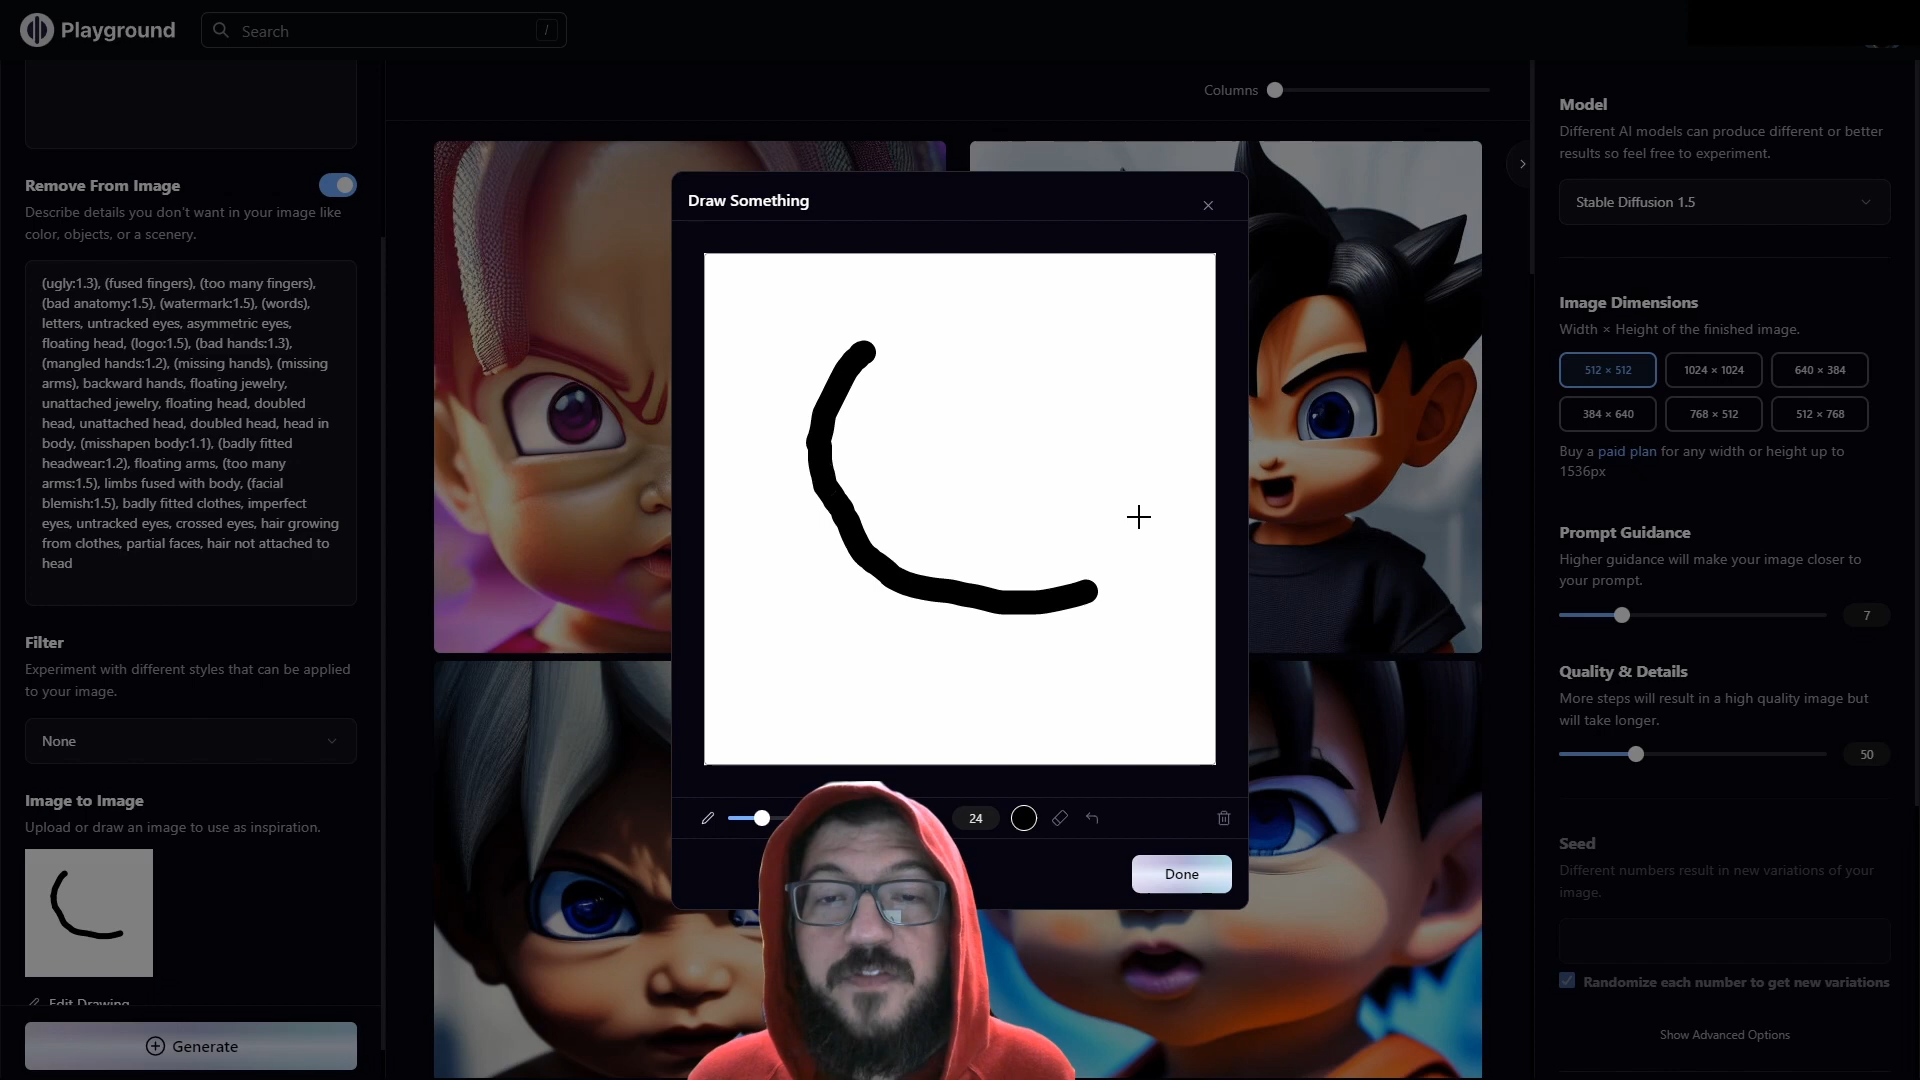 Playground
Search
/
Columns
Remove From Image
Describe details you don't want in your image like
color, objects, or a scenery.
(ugly:1.3), (fused fingers), (too many fingers),
(bad anatomy:1.5), (watermark:1.5), (words),
letters, untracked eyes, asymmetric eyes,
floating head, (logo:1.5), (bad hands:1.3),
(mangled hands:1.2), (missing hands), (missing
arms), backward hands, floating jewelry,
unattached jewelry, floating head, doubled
head, unattached head, doubled head, head in
body, (misshapen body:1.1), (badly fitted
headwear:1.2), floating arms, (too many
arms:1.5), limbs fused with body, (facial
blemish:1.5), badly fitted clothes, imperfect
eyes, untracked eyes, crossed eyes, hair growing
from clothes, partial faces, hair not attached to
head
Filter
Experiment with different styles that can be applied
to your image.
None
Image to Image
Upload or draw an image to use as inspiration.
Edit Drawing
Generate
Draw Something
24
Done
Model
Different AI models can produce different or better
results so feel free to experiment.
Stable Diffusion 1.5
Image Dimensions
Width × Height of the finished image.
512 × 512
1024 × 1024
640 × 384
384 × 640
768 × 512
512 × 768
Buy a paid plan for any width or height up to
1536px
Prompt Guidance
Higher guidance will make your image closer to
your prompt.
7
Quality & Details
More steps will result in a high quality image but
will take longer.
50
Seed
Different numbers result in new variations of your
image.
Randomize each number to get new variations
Show Advanced Options